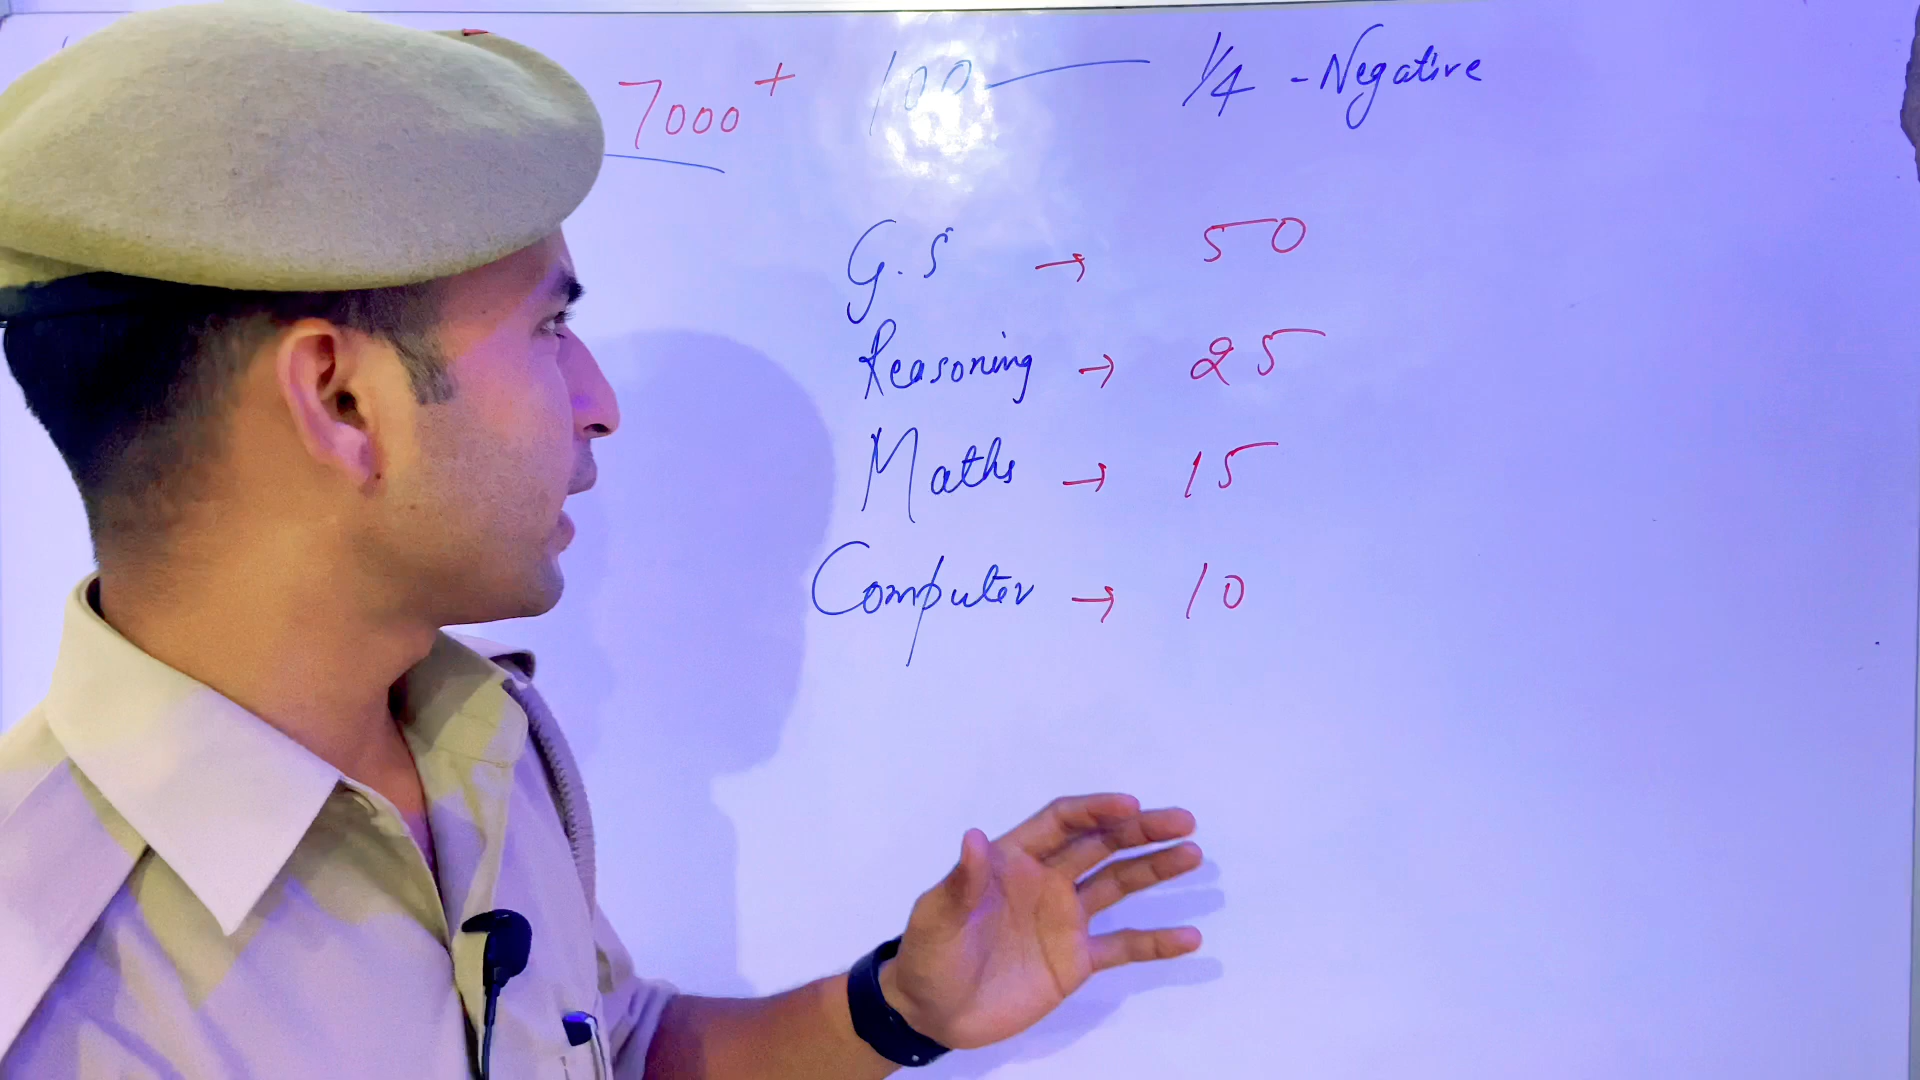 7000+ 100 — 1/4 - Negative
G.S → 50
Reasoning → 25
Maths → 15
Computer → 10